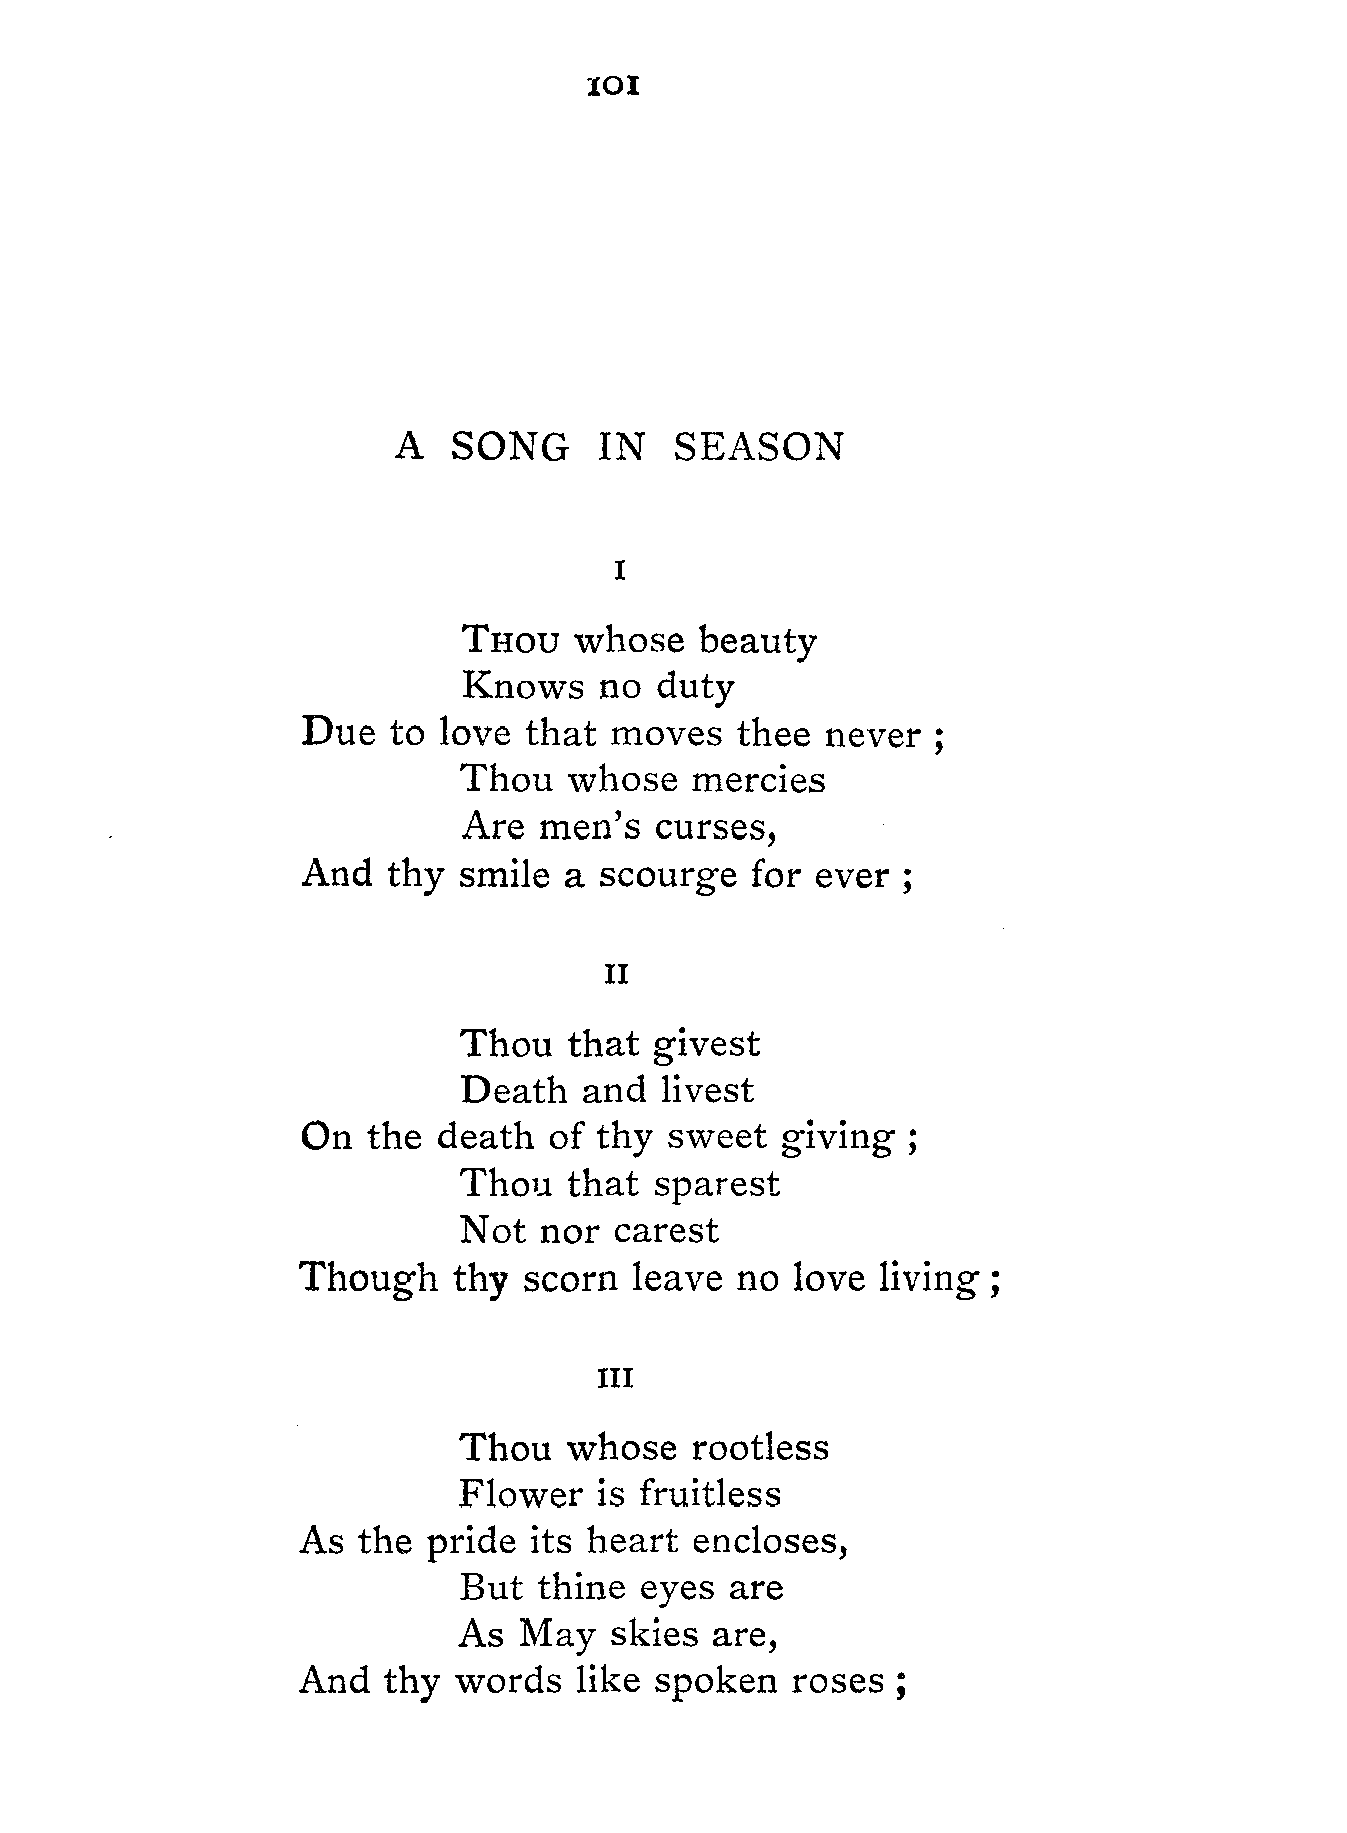 101
A SONG IN SEASON
I
THOU whose beauty
Knows no duty
Due to love that moves thee never ;
Thou whose mercies
Are men's curses,
And thy smile a scourge for ever ;
II
Thou that givest
Death and livest
On the death of thy sweet giving ;
Thou that sparest
Not nor carest
Though thy scorn leave no love living ;
III
Thou whose rootless
Flower is fruitless
As the pride its heart encloses,
But thine eyes are
As May skies are,
And thy words like spoken roses ;